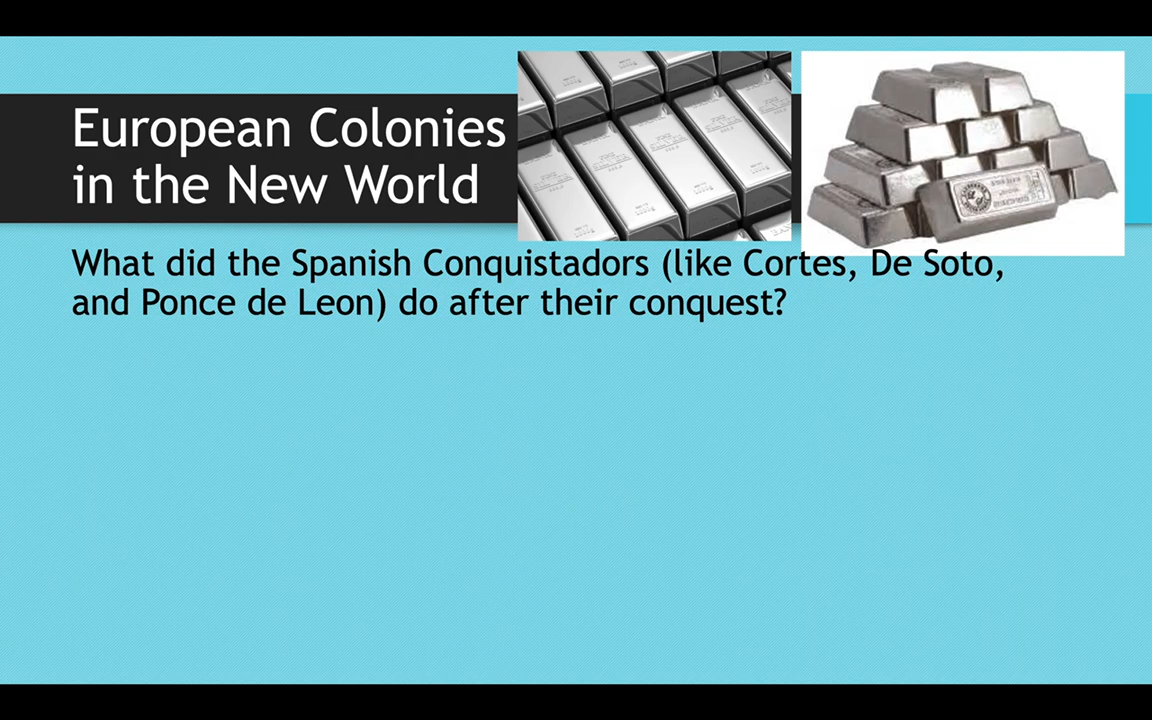 European Colonies
in the New World
What did the Spanish Conquistadors (like Cortes, De Soto,
and Ponce de Leon) do after their conquest?